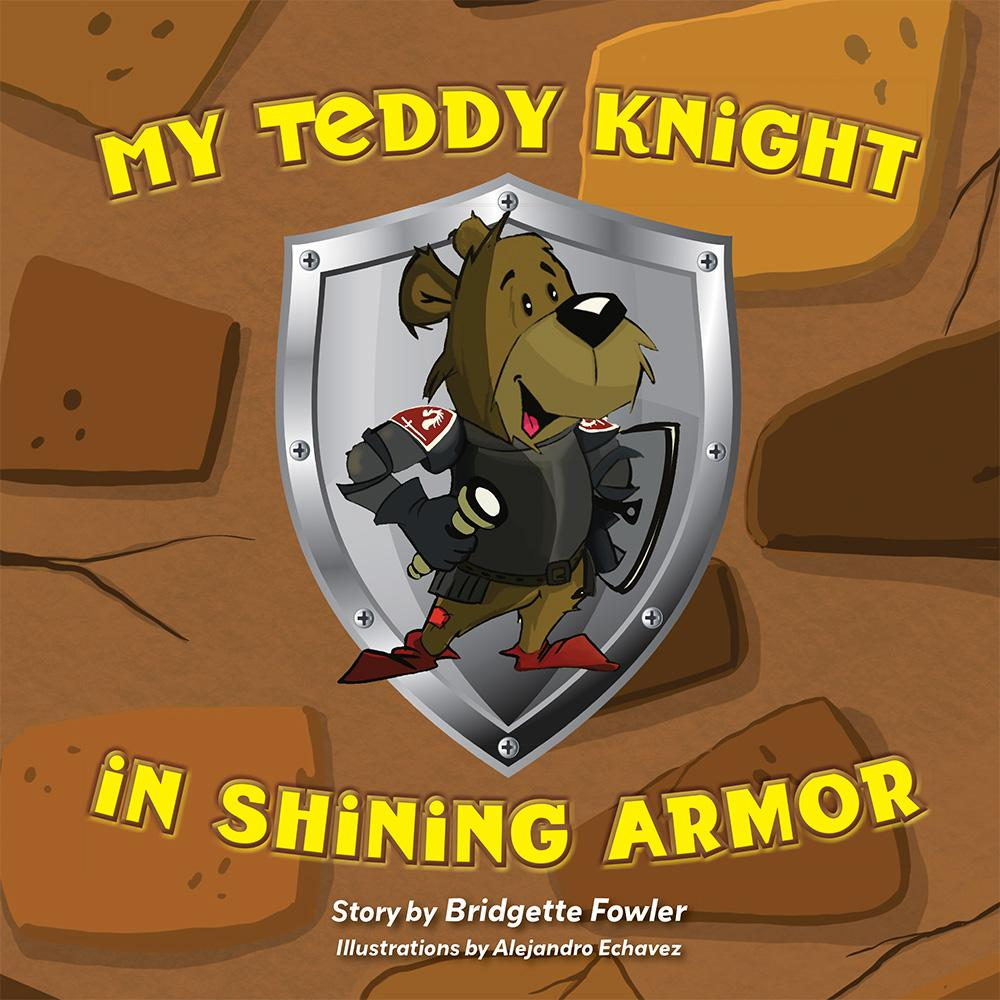 MY TeDDY KNiGHT
iN SHiNiNG ARMOR
Story by Bridgette Fowler
Illustrations by Alejandro Echavez